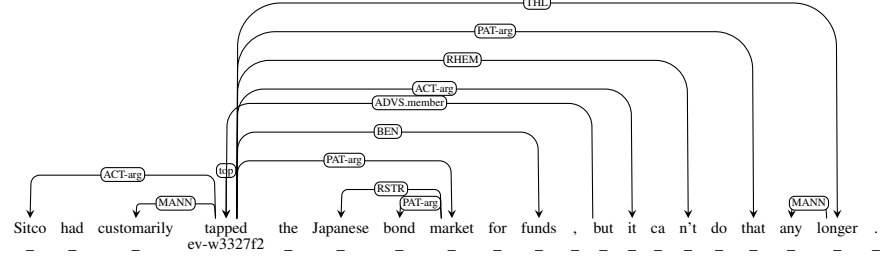 THL
PAT-arg
RHEM
ACT-arg
ADVS.member
BEN
top
PAT-arg
ACT-arg
RSTR
MANN
PAT-arg
MANN
Sitco had customarily tapped the Japanese bond market for funds , but it ca n't do that any longer .
_ _ _ ev-w3327f2 _ _ _ _ _ _ _ _ _ _ _ _ _ _ _ _